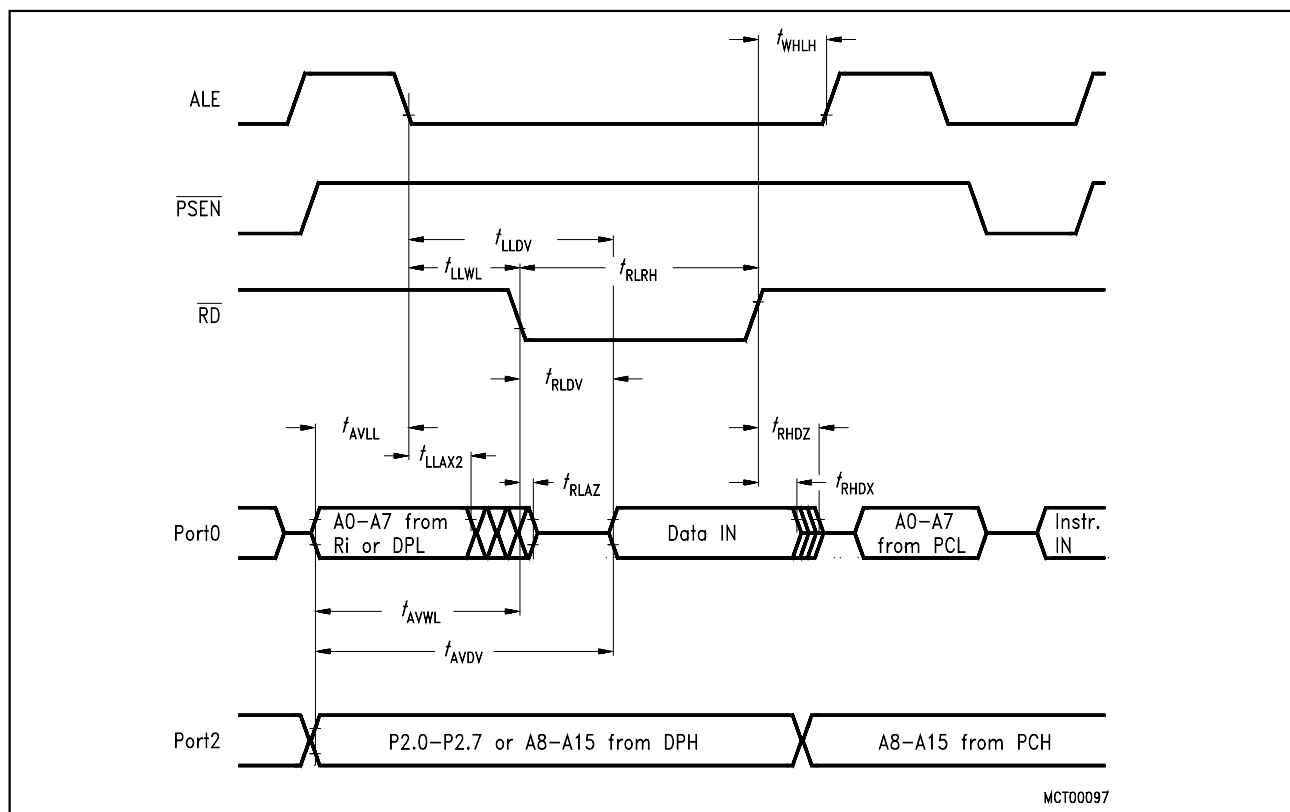 tWHLH
ALE
PSEN
tLLDV
tLLWL
tRLRH
RD
tRLDV
tAVLL
tRHDZ
tLLAX2
tRLAZ
tRHDX
Port0
A0–A7 from
Ri or DPL
Data IN
A0–A7
from PCL
Instr.
IN
tAVWL
tAVDV
Port2
P2.0–P2.7 or A8–A15 from DPH
A8–A15 from PCH
MCT00097